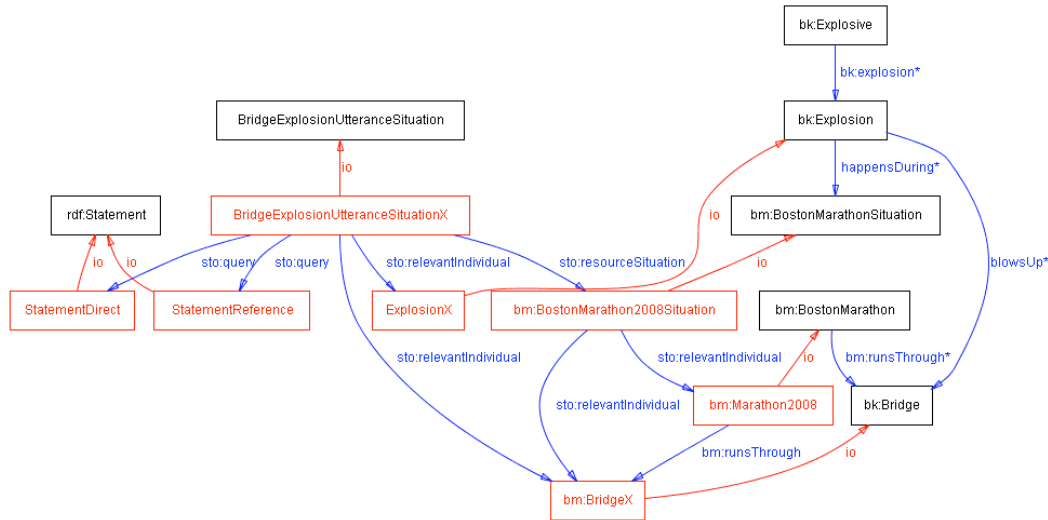 bk:Explosive
bk:explosion*
BridgeExplosionUtteranceSituation
bk:Explosion
io
happensDuring*
rdf:Statement
BridgeExplosionUtteranceSituationX
io
bm:BostonMarathonSituation
io
io
sto:query
sto:query
sto:relevantIndividual
sto:resourceSituation
io
blowsUp*
StatementDirect
StatementReference
ExplosionX
bm:BostonMarathon2008Situation
bm:BostonMarathon
sto:relevantIndividual
sto:relevantIndividual
io
bm:runsThrough*
sto:relevantIndividual
bm:Marathon2008
bk:Bridge
bm:runsThrough
io
bm:BridgeX